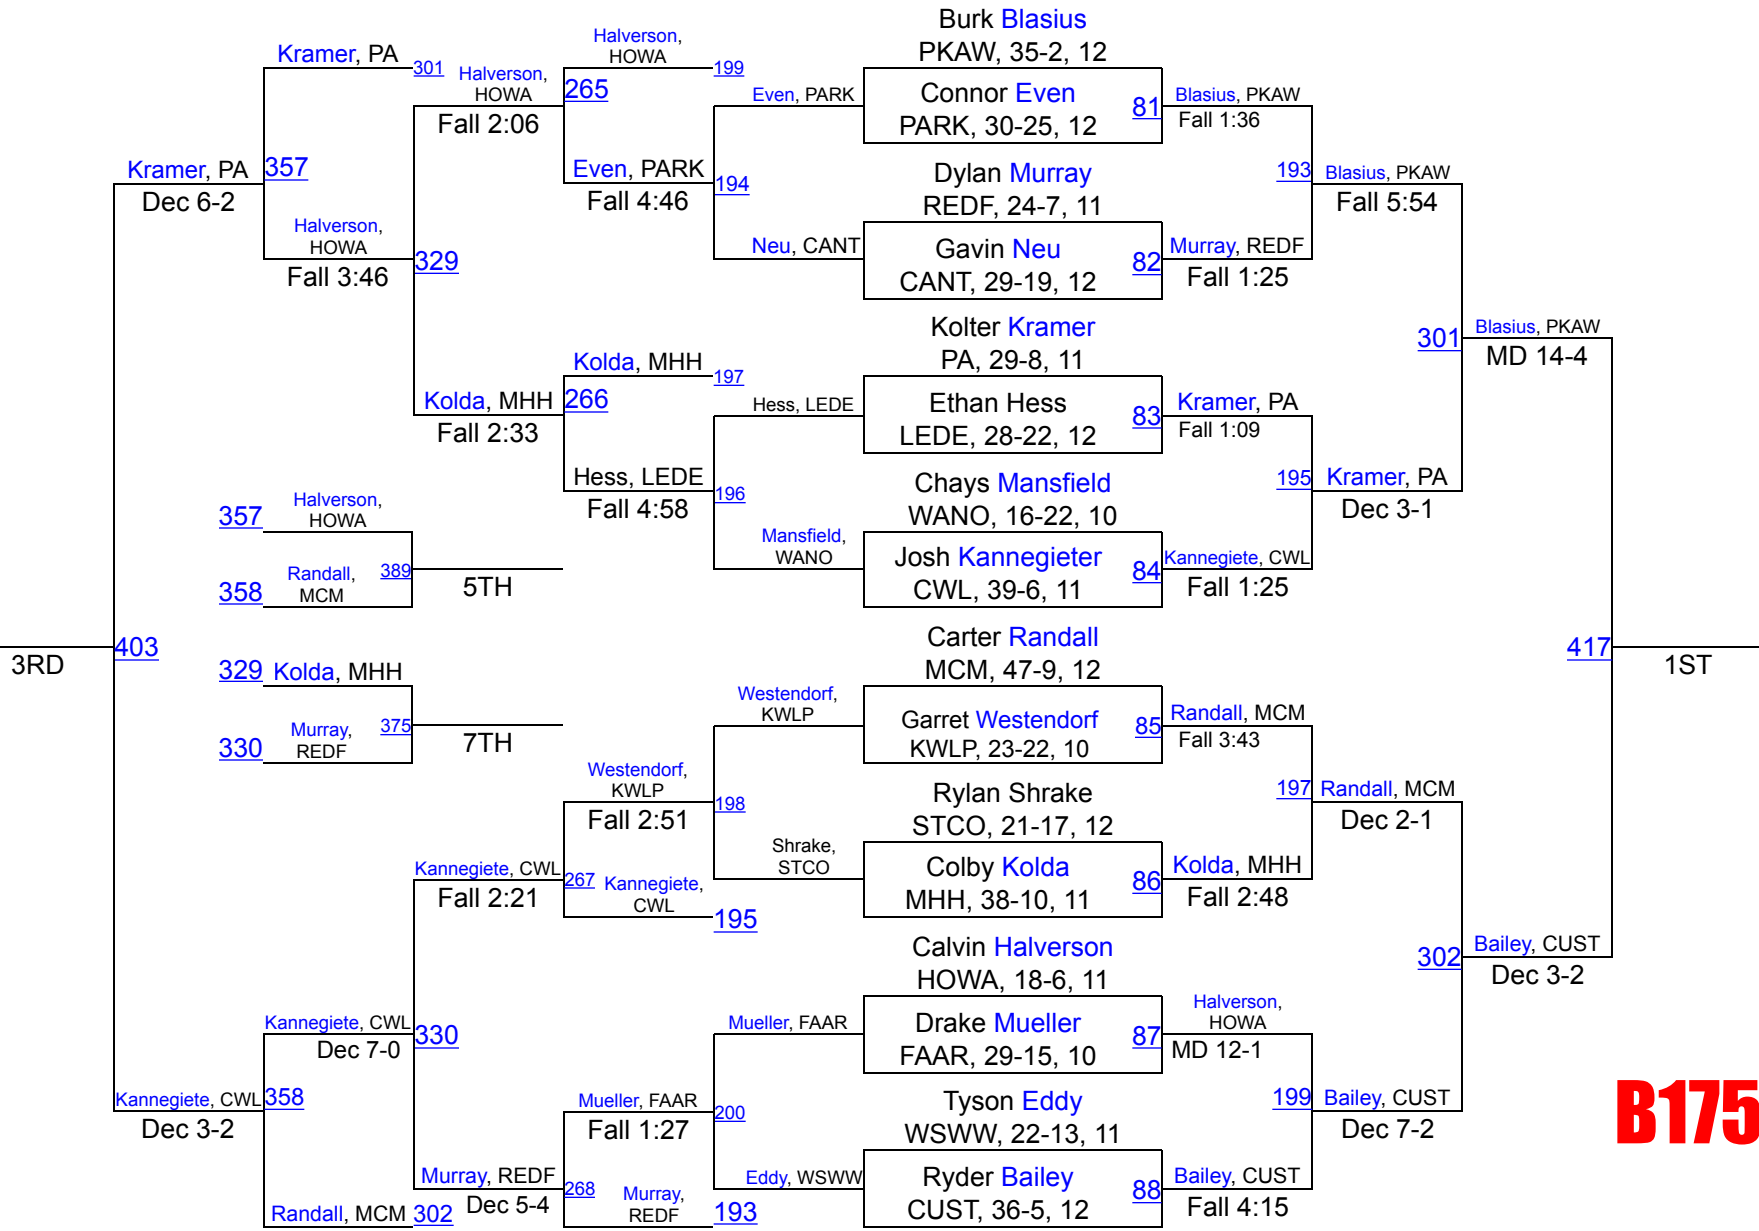 Burk Blasius
PKAW, 35-2, 12
Connor Even
PARK, 30-25, 12
81
Blasius, PKAW
Fall 1:36
Dylan Murray
REDF, 24-7, 11
Gavin Neu
CANT, 29-19, 12
82
Murray, REDF
Fall 1:25
193
Blasius, PKAW
Fall 5:54
Kolter Kramer
PA, 29-8, 11
Ethan Hess
LEDE, 28-22, 12
83
Kramer, PA
Fall 1:09
Chays Mansfield
WANO, 16-22, 10
Josh Kannegieter
CWL, 39-6, 11
84
Kannegiete, CWL
Fall 1:25
195
Kramer, PA
Dec 3-1
301
Blasius, PKAW
MD 14-4
Carter Randall
MCM, 47-9, 12
Garret Westendorf
KWLP, 23-22, 10
85
Randall, MCM
Fall 3:43
Rylan Shrake
STCO, 21-17, 12
Colby Kolda
MHH, 38-10, 11
86
Kolda, MHH
Fall 2:48
197
Randall, MCM
Dec 2-1
Calvin Halverson
HOWA, 18-6, 11
Drake Mueller
FAAR, 29-15, 10
87
Halverson,
HOWA
MD 12-1
Tyson Eddy
WSWW, 22-13, 11
Ryder Bailey
CUST, 36-5, 12
88
Bailey, CUST
Fall 4:15
199
Bailey, CUST
Dec 7-2
302
Bailey, CUST
Dec 3-2
417
1ST
B175
Even, PARK
Neu, CANT
194
Even, PARK
Fall 4:46
Halverson,
HOWA
199
265
Halverson,
HOWA
Fall 2:06
Hess, LEDE
Mansfield,
WANO
196
Hess, LEDE
Fall 4:58
Kolda, MHH
197
266
Kolda, MHH
Fall 2:33
329
Halverson,
HOWA
Fall 3:46
Kramer, PA
301
357
Kramer, PA
Dec 6-2
357
Halverson,
HOWA
358
Randall,
MCM
389
5TH
403
3RD
329
Kolda, MHH
330
Murray,
REDF
375
7TH
Westendorf,
KWLP
Shrake,
STCO
198
Westendorf,
KWLP
Fall 2:51
Kannegiete,
CWL
195
267
Kannegiete, CWL
Fall 2:21
Mueller, FAAR
Eddy, WSWW
200
Mueller, FAAR
Fall 1:27
Murray,
REDF
193
268
Murray, REDF
Dec 5-4
330
Kannegiete, CWL
Dec 7-0
Randall, MCM
302
358
Kannegiete, CWL
Dec 3-2